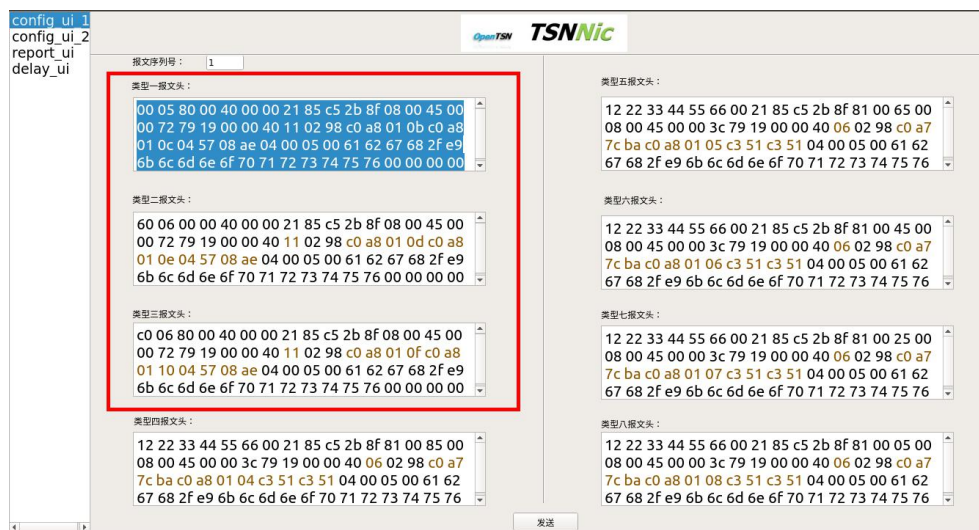 config_ui_1
config_ui_2
report_ui
delay_ui
OpenTSN TSNNic
报文序列号： 1
类型一报文头：
00 05 80 00 40 00 00 21 85 c5 2b 8f 08 00 45 00
00 72 79 19 00 00 40 11 02 98 c0 a8 01 0b c0 a8
01 0c 04 57 08 ae 04 00 05 00 61 62 67 68 2f e9
6b 6c 6d 6e 6f 70 71 72 73 74 75 76 00 00 00 00
类型二报文头：
60 06 00 00 40 00 00 21 85 c5 2b 8f 08 00 45 00
00 72 79 19 00 00 40 11 02 98 c0 a8 01 0d c0 a8
01 0e 04 57 08 ae 04 00 05 00 61 62 67 68 2f e9
6b 6c 6d 6e 6f 70 71 72 73 74 75 76 00 00 00 00
类型三报文头：
c0 06 80 00 40 00 00 21 85 c5 2b 8f 08 00 45 00
00 72 79 19 00 00 40 11 02 98 c0 a8 01 0f c0 a8
01 10 04 57 08 ae 04 00 05 00 61 62 67 68 2f e9
6b 6c 6d 6e 6f 70 71 72 73 74 75 76 00 00 00 00
类型四报文头：
12 22 33 44 55 66 00 21 85 c5 2b 8f 81 00 85 00
08 00 45 00 00 3c 79 19 00 00 40 06 02 98 c0 a7
7c ba c0 a8 01 04 c3 51 c3 51 04 00 05 00 61 62
67 68 2f e9 6b 6c 6d 6e 6f 70 71 72 73 74 75 76
类型五报文头：
12 22 33 44 55 66 00 21 85 c5 2b 8f 81 00 65 00
08 00 45 00 00 3c 79 19 00 00 40 06 02 98 c0 a7
7c ba c0 a8 01 05 c3 51 c3 51 04 00 05 00 61 62
67 68 2f e9 6b 6c 6d 6e 6f 70 71 72 73 74 75 76
类型六报文头：
12 22 33 44 55 66 00 21 85 c5 2b 8f 81 00 45 00
08 00 45 00 00 3c 79 19 00 00 40 06 02 98 c0 a7
7c ba c0 a8 01 06 c3 51 c3 51 04 00 05 00 61 62
67 68 2f e9 6b 6c 6d 6e 6f 70 71 72 73 74 75 76
类型七报文头：
12 22 33 44 55 66 00 21 85 c5 2b 8f 81 00 25 00
08 00 45 00 00 3c 79 19 00 00 40 06 02 98 c0 a7
7c ba c0 a8 01 07 c3 51 c3 51 04 00 05 00 61 62
67 68 2f e9 6b 6c 6d 6e 6f 70 71 72 73 74 75 76
类型八报文头：
12 22 33 44 55 66 00 21 85 c5 2b 8f 81 00 05 00
08 00 45 00 00 3c 79 19 00 00 40 06 02 98 c0 a7
7c ba c0 a8 01 08 c3 51 c3 51 04 00 05 00 61 62
67 68 2f e9 6b 6c 6d 6e 6f 70 71 72 73 74 75 76
发送